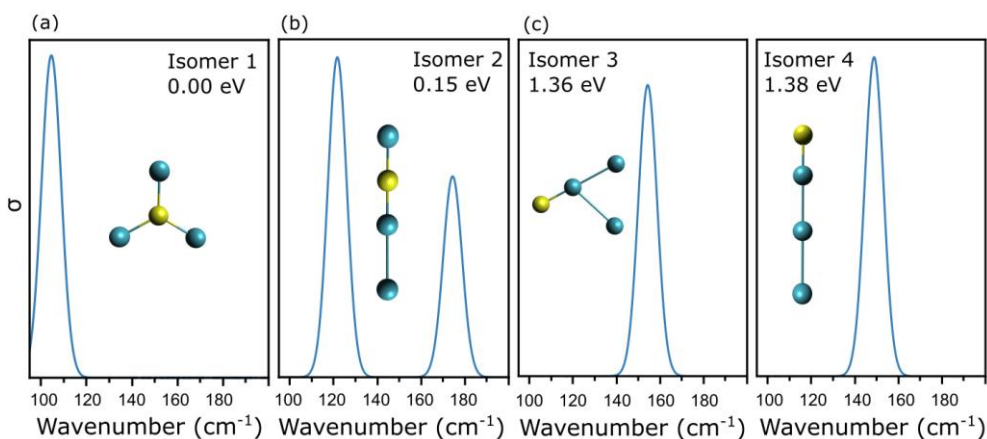 (a)
Isomer 1
0.00 eV
(b)
Isomer 2
0.15 eV
(c)
Isomer 3
1.36 eV
Isomer 4
1.38 eV
σ
100 120 140 160 180
100 120 140 160 180
100 120 140 160 180
100 120 140 160 180
Wavenumber (cm⁻¹)
Wavenumber (cm⁻¹)
Wavenumber (cm⁻¹)
Wavenumber (cm⁻¹)